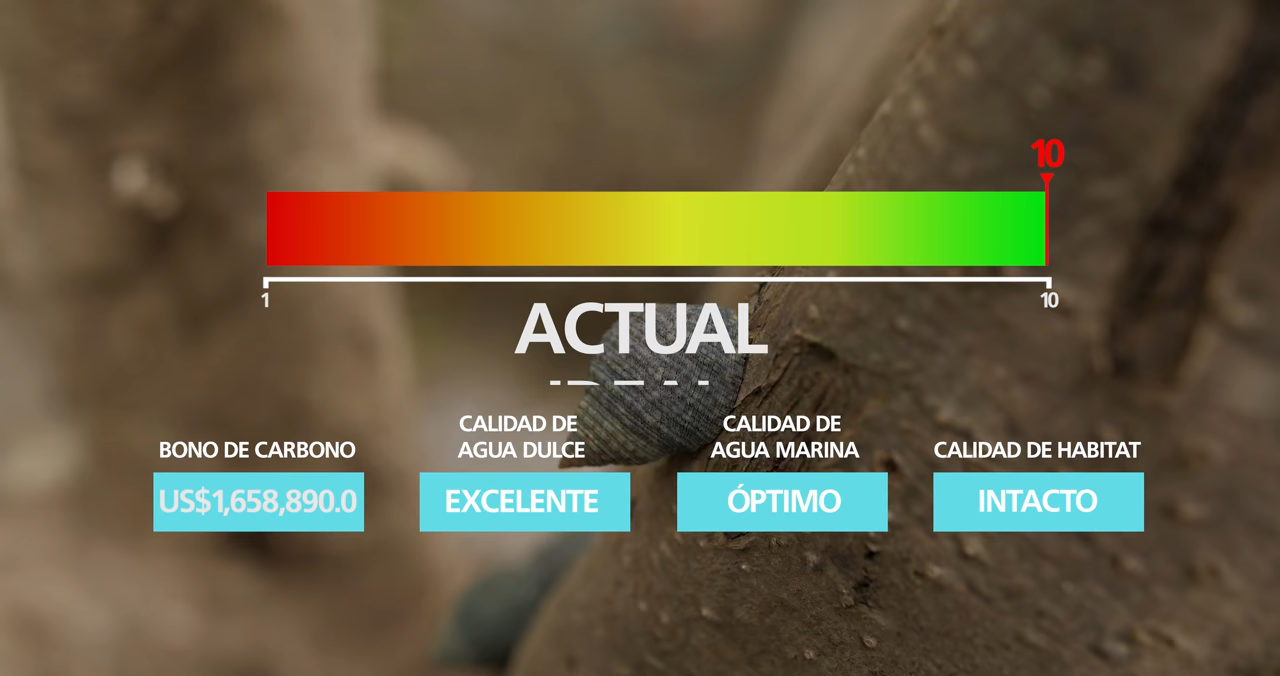 10
1
10
ACTUAL
BONO DE CARBONO
US$1,658,890.0
CALIDAD DE
AGUA DULCE
EXCELENTE
CALIDAD DE
AGUA MARINA
ÓPTIMO
CALIDAD DE HABITAT
INTACTO